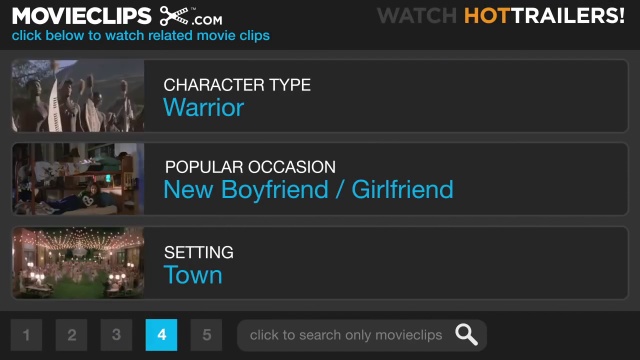 MOVIECLIPS .COM
click below to watch related movie clips
WATCH HOTTRAILERS!
CHARACTER TYPE
Warrior
POPULAR OCCASION
New Boyfriend / Girlfriend
SETTING
Town
1 2 3 4 5 click to search only movieclips